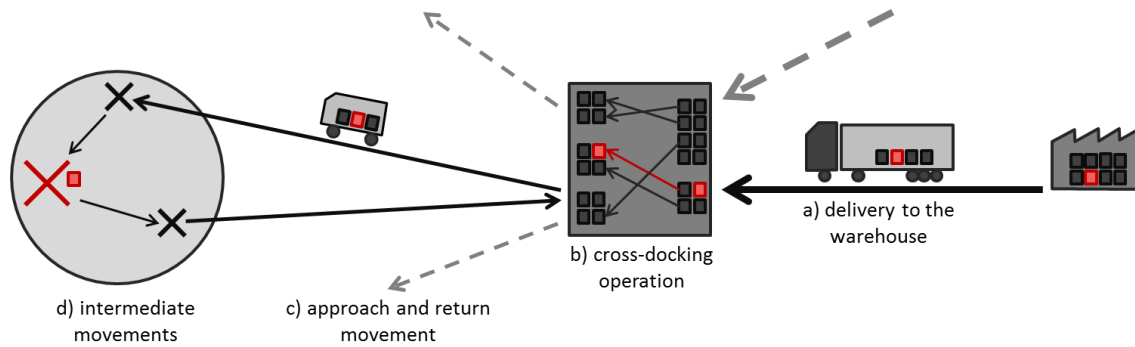 a) delivery to the
warehouse
b) cross-docking
operation
c) approach and return
movement
d) intermediate
movements